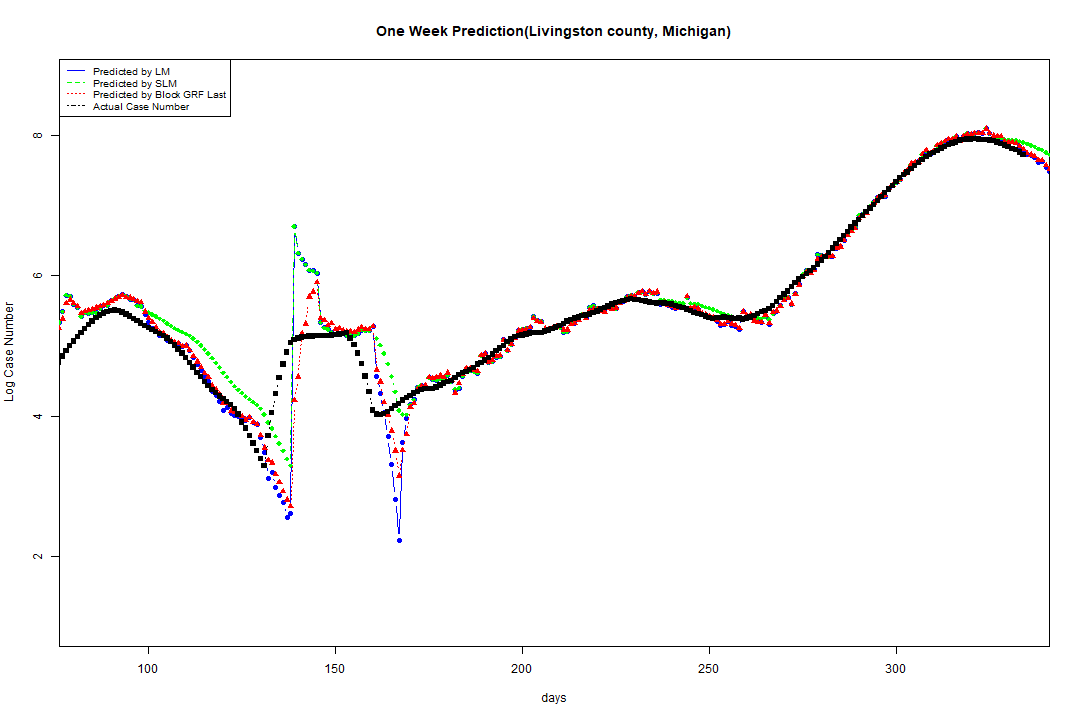 One Week Prediction(Livingston county, Michigan)
Predicted by LM
Predicted by SLM
Predicted by Block GRF Last
Actual Case Number
8
6
4
2
Log Case Number
100 150 200 250 300
days